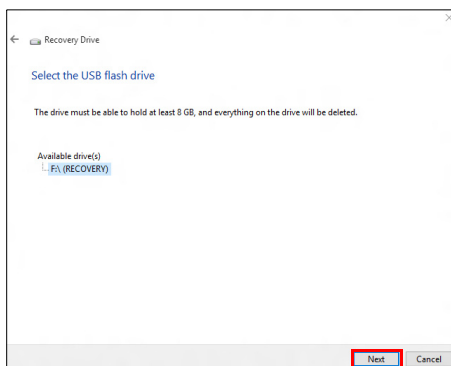 Recovery Drive
Select the USB flash drive
The drive must be able to hold at least 8 GB, and everything on the drive will be deleted.
Available drive(s)
F:\ (RECOVERY)
Next Cancel